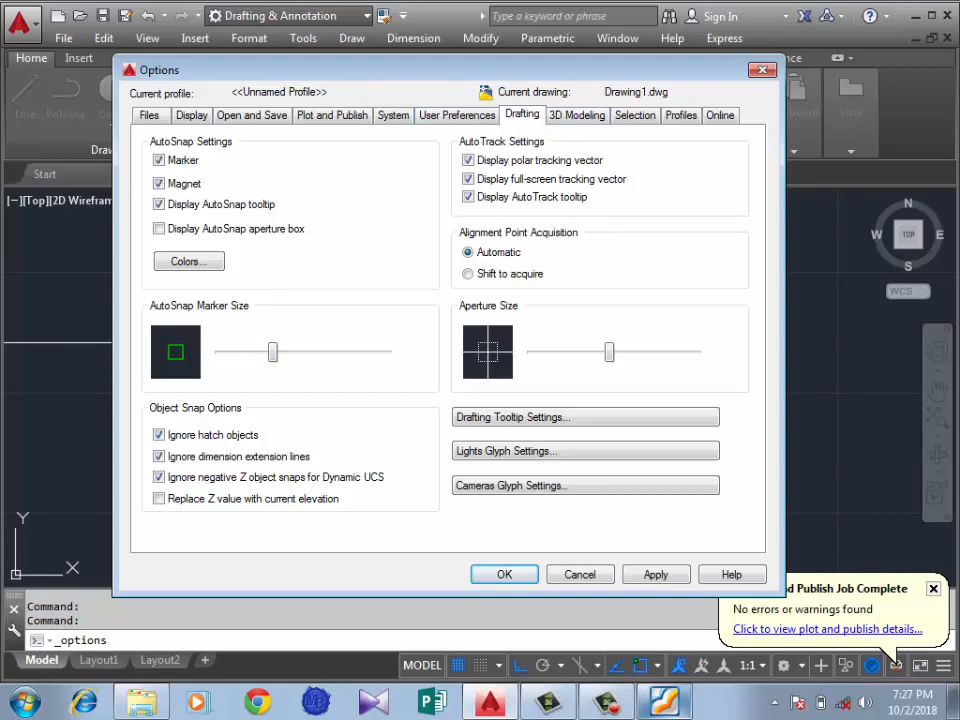 Drafting & Annotation
Type a keyword or phrase
Sign In
File Edit View Insert Format Tools Draw Dimension Modify Parametric Window Help Express
Home Insert
Line Polyline
Start
[−][Top][2D Wirefram
Options
Current profile: <<Unnamed Profile>> Current drawing: Drawing1.dwg
Files Display Open and Save Plot and Publish System User Preferences Drafting 3D Modeling Selection Profiles Online
AutoSnap Settings
Marker
Magnet
Display AutoSnap tooltip
Display AutoSnap aperture box
Colors...
AutoSnap Marker Size
Object Snap Options
Ignore hatch objects
Ignore dimension extension lines
Ignore negative Z object snaps for Dynamic UCS
Replace Z value with current elevation
AutoTrack Settings
Display polar tracking vector
Display full-screen tracking vector
Display AutoTrack tooltip
Alignment Point Acquisition
Automatic
Shift to acquire
Aperture Size
Drafting Tooltip Settings...
Lights Glyph Settings...
Cameras Glyph Settings...
OK Cancel Apply Help
N
W TOP E
S
WCS
Y
X
Command:
Command:
_options
d Publish Job Complete
No errors or warnings found
Click to view plot and publish details...
Model Layout1 Layout2 +
MODEL 1:1
7:27 PM
10/2/2018